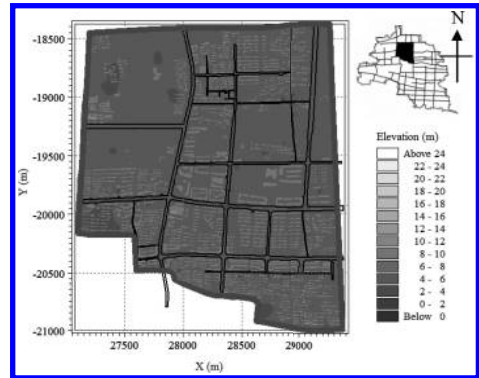 N
-18500
-19000
-19500
-20000
-20500
-21000
Y (m)
27500 28000 28500 29000
X (m)
Elevation (m)
Above 24
22 - 24
20 - 22
18 - 20
16 - 18
14 - 16
12 - 14
10 - 12
8 - 10
6 - 8
4 - 6
2 - 4
0 - 2
Below 0